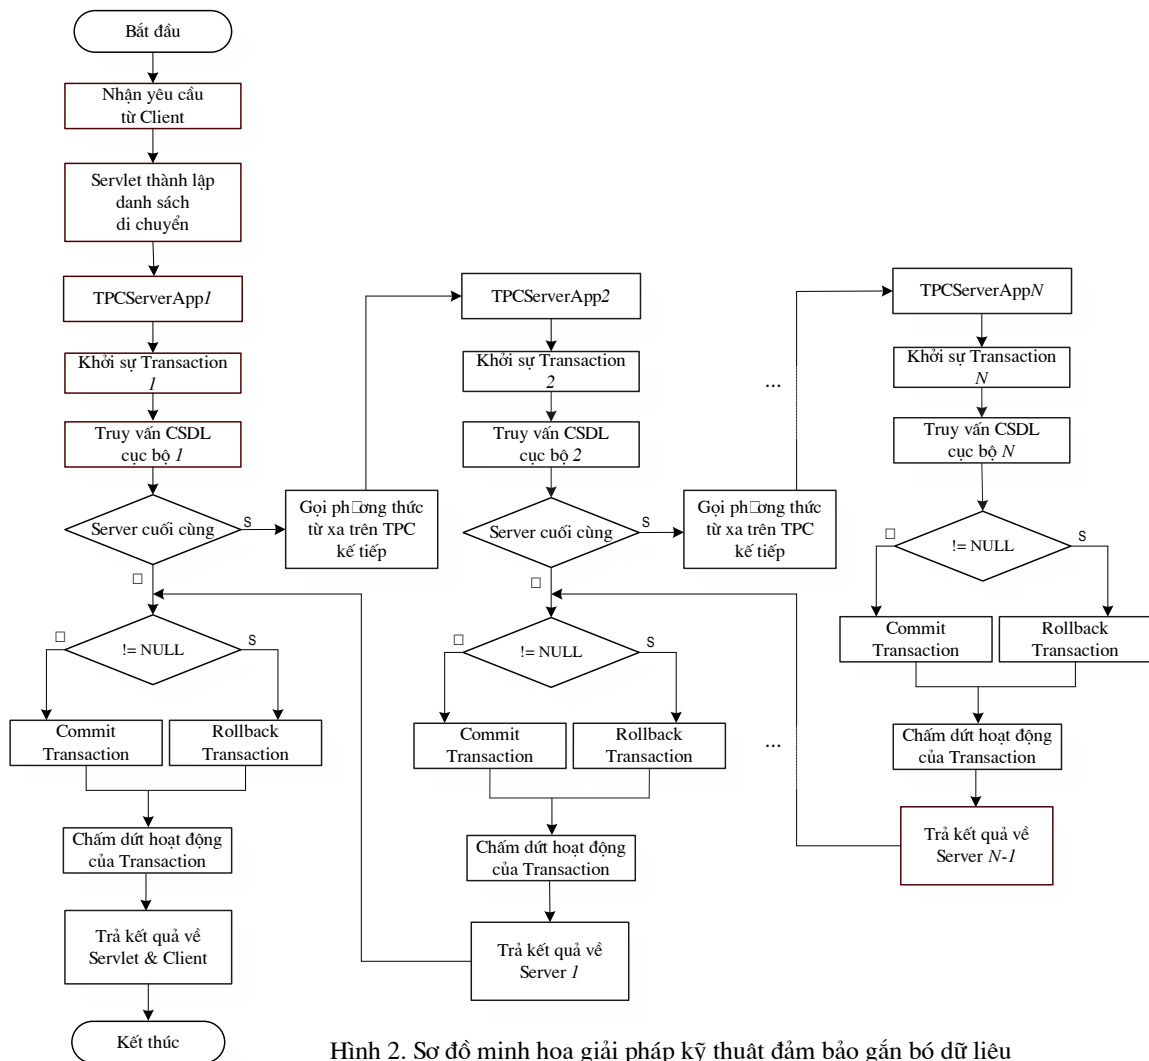 Bắt đầu
Nhận yêu cầu
từ Client
Servlet thành lập
danh sách
di chuyển
TPCServerApp1
Khởi sự Transaction
1
Truy vấn CSDL
cục bộ 1
Server cuối cùng
S
□
Gọi ph□ơng thức
từ xa trên TPC
kế tiếp
!= NULL
□
S
Commit
Transaction
Rollback
Transaction
Chấm dứt hoạt động
của Transaction
Trả kết quả về
Servlet & Client
Kết thúc
TPCServerApp2
Khởi sự Transaction
2
Truy vấn CSDL
cục bộ 2
Server cuối cùng
S
□
Gọi ph□ơng thức
từ xa trên TPC
kế tiếp
!= NULL
□
S
Commit
Transaction
Rollback
Transaction
Chấm dứt hoạt động
của Transaction
Trả kết quả về
Server 1
...
...
TPCServerAppN
Khởi sự Transaction
N
Truy vấn CSDL
cục bộ N
!= NULL
□
S
Commit
Transaction
Rollback
Transaction
Chấm dứt hoạt động
của Transaction
Trả kết quả về
Server N-1
Hình 2. Sơ đồ minh hoạ giải pháp kỹ thuật đảm bảo gắn bó dữ liệu